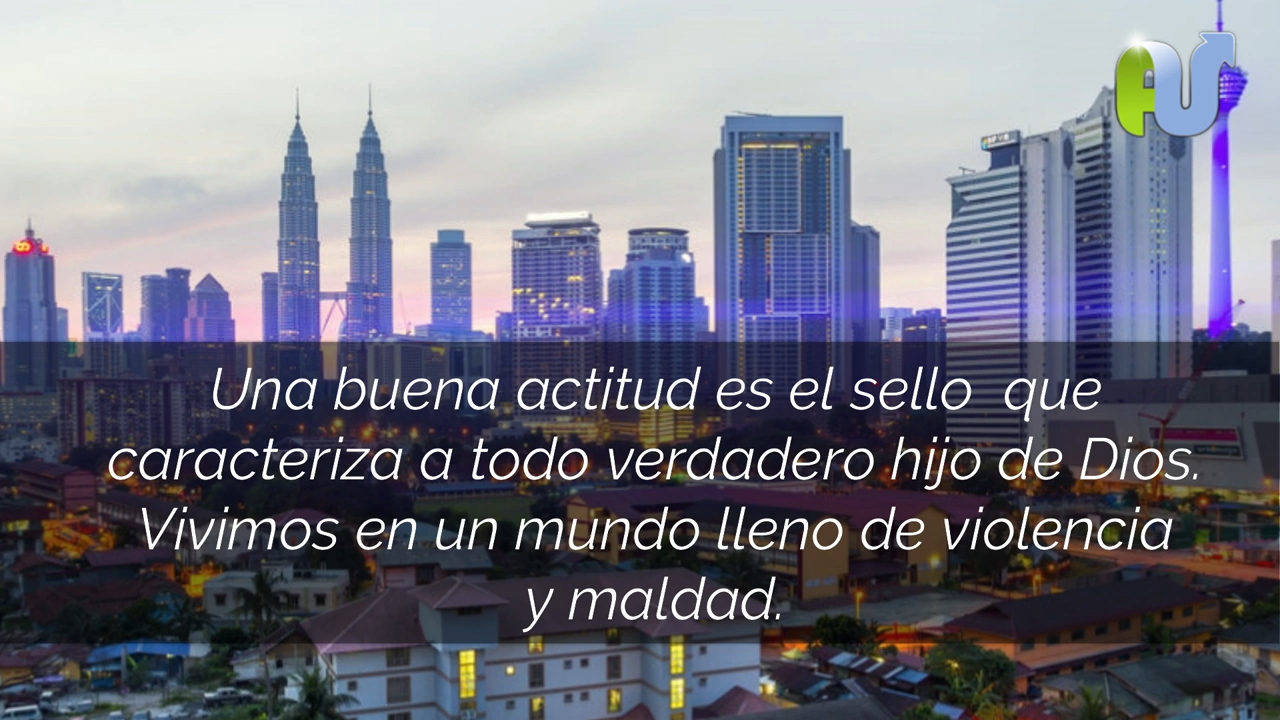 AU
Una buena actitud es el sello que
caracteriza a todo verdadero hijo de Dios.
Vivimos en un mundo lleno de violencia
y maldad.